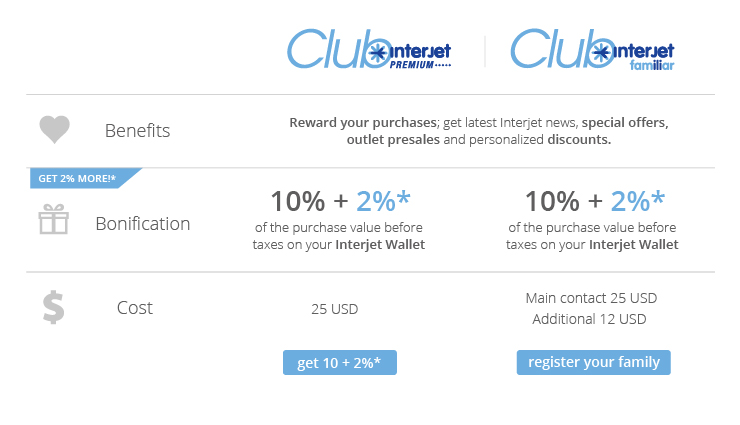 Club interjet PREMIUM
Club interjet familiar
Benefits
Reward your purchases; get latest Interjet news, special offers,
outlet presales and personalized discounts.
GET 2% MORE!*
Bonification
10% + 2%*
of the purchase value before
taxes on your Interjet Wallet
10% + 2%*
of the purchase value before
taxes on your Interjet Wallet
$
Cost
25 USD
Main contact 25 USD
Additional 12 USD
get 10 + 2%*
register your family